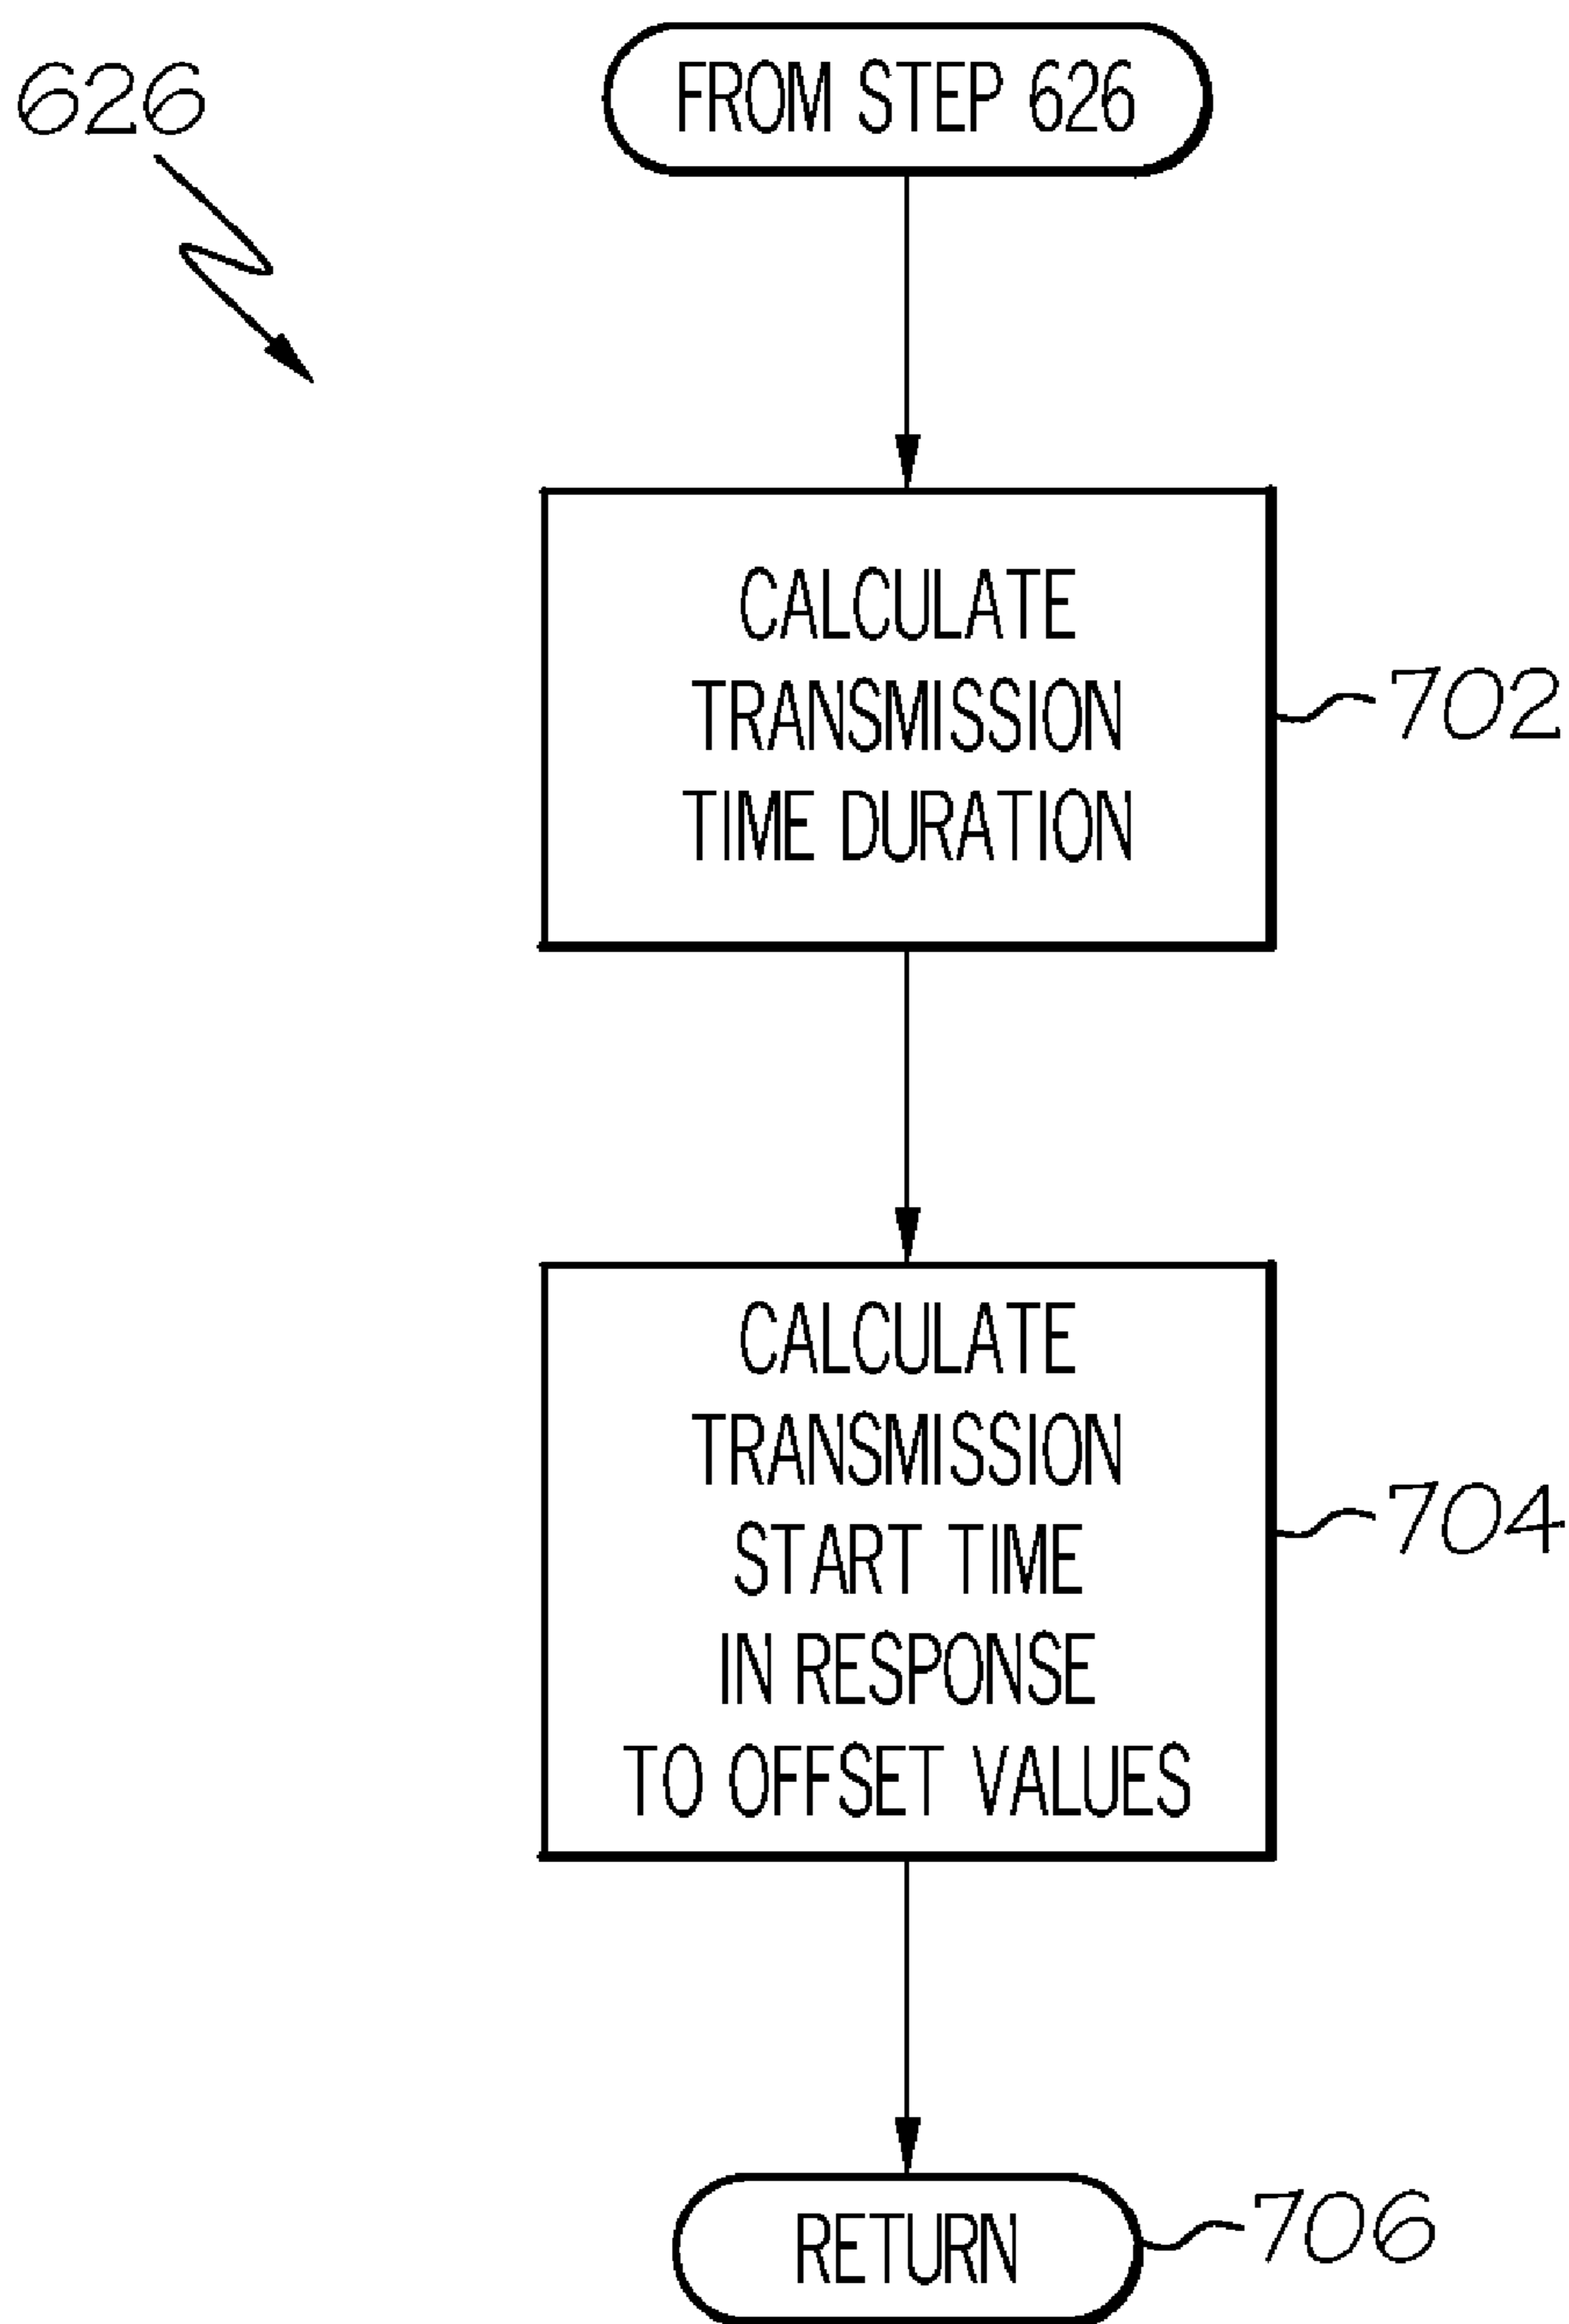 626
FROM STEP 626
CALCULATE
TRANSMISSION
TIME DURATION
702
CALCULATE
TRANSMISSION
START TIME
IN RESPONSE
TO OFFSET VALUES
704
RETURN
706